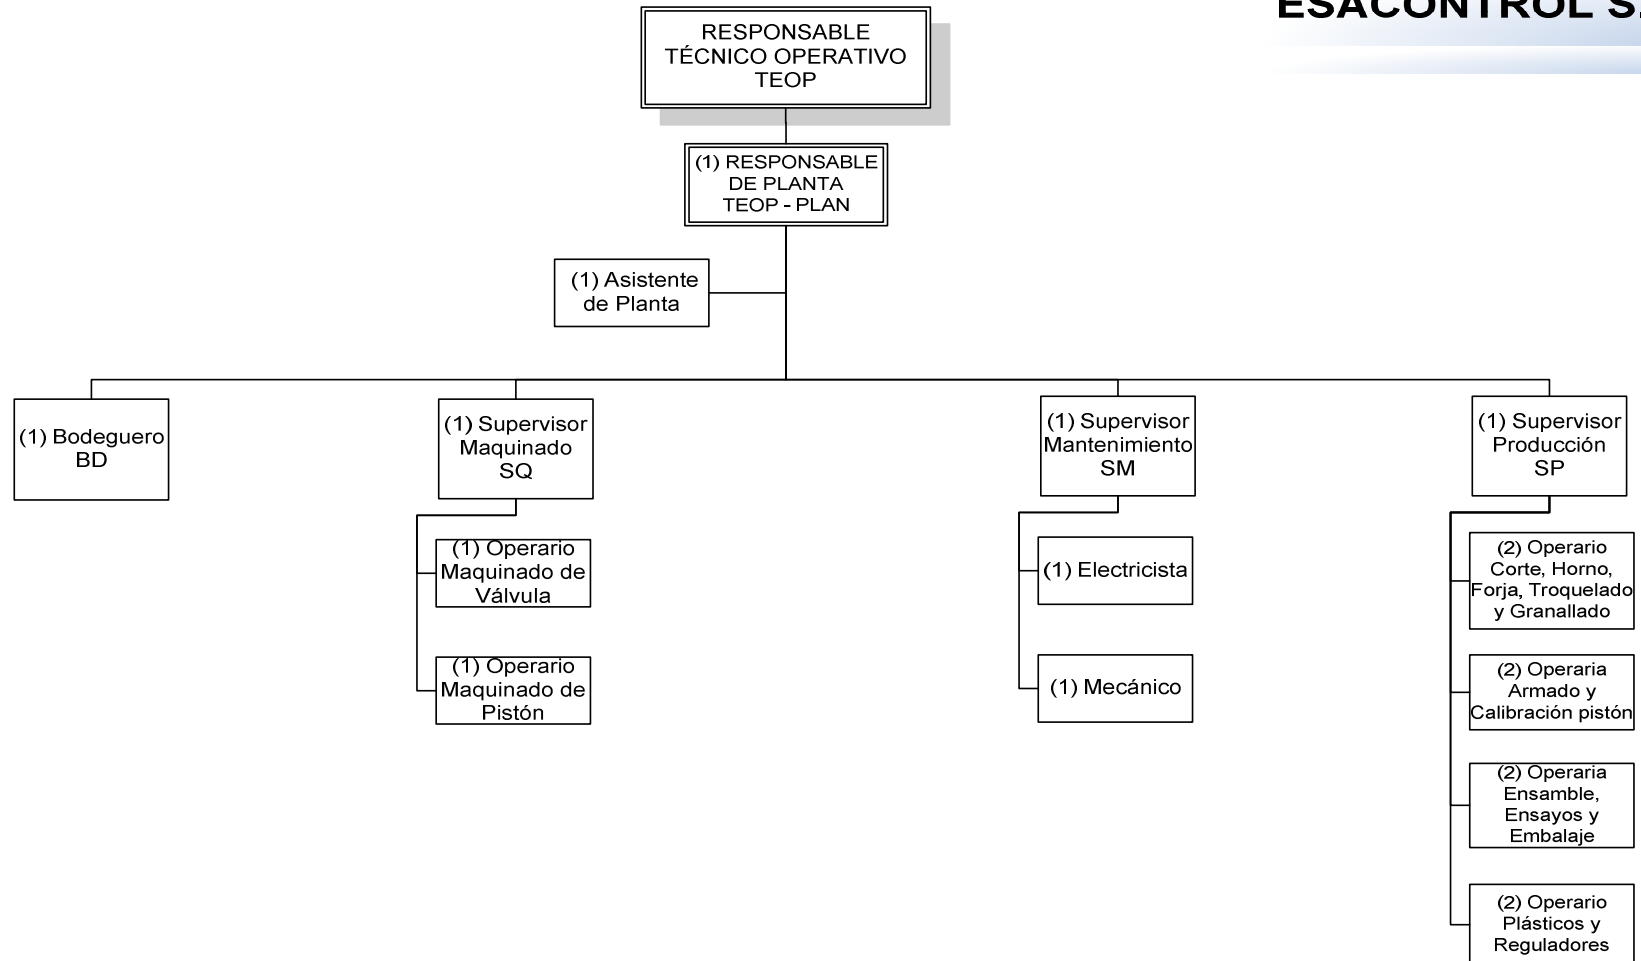 ESACONTROL S.
RESPONSABLE
TÉCNICO OPERATIVO
TEOP
(1) RESPONSABLE
DE PLANTA
TEOP - PLAN
(1) Asistente
de Planta
(1) Bodeguero
BD
(1) Supervisor
Maquinado
SQ
(1) Operario
Maquinado de
Válvula
(1) Operario
Maquinado de
Pistón
(1) Supervisor
Mantenimiento
SM
(1) Electricista
(1) Mecánico
(1) Supervisor
Producción
SP
(2) Operario
Corte, Horno,
Forja, Troquelado
y Granallado
(2) Operaria
Armado y
Calibración pistón
(2) Operaria
Ensamble,
Ensayos y
Embalaje
(2) Operario
Plásticos y
Reguladores